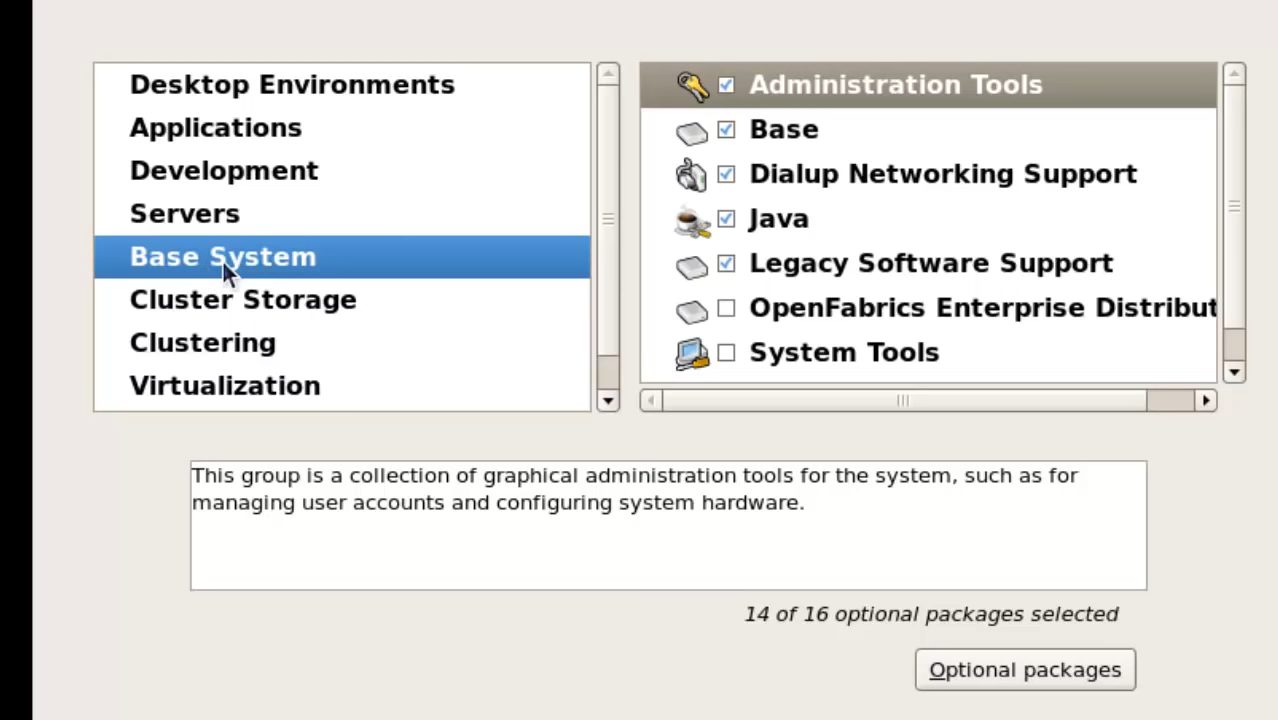 Desktop Environments
Applications
Development
Servers
Base System
Cluster Storage
Clustering
Virtualization
Administration Tools
Base
Dialup Networking Support
Java
Legacy Software Support
OpenFabrics Enterprise Distribut
System Tools
This group is a collection of graphical administration tools for the system, such as for
managing user accounts and configuring system hardware.
14 of 16 optional packages selected
Optional packages